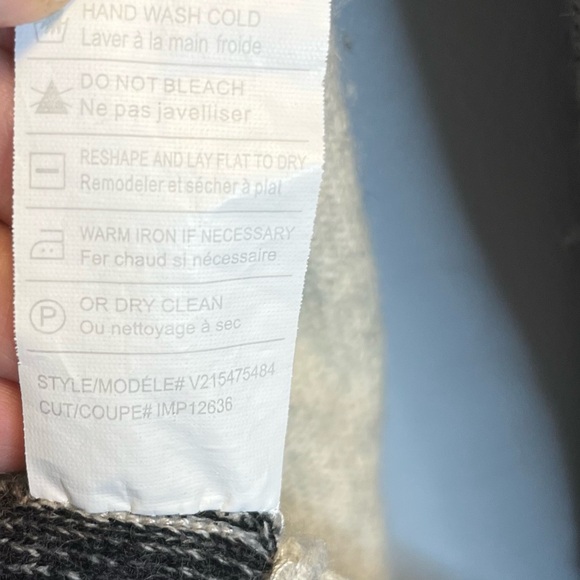 HAND WASH COLD
Laver à la main froide
DO NOT BLEACH
Ne pas javelliser
RESHAPE AND LAY FLAT TO DRY
Remodeler et sécher à plat
WARM IRON IF NECESSARY
Fer chaud si nécessaire
P
OR DRY CLEAN
Ou nettoyage à sec
STYLE/MODÉLE# V215475484
CUT/COUPE# IMP12636